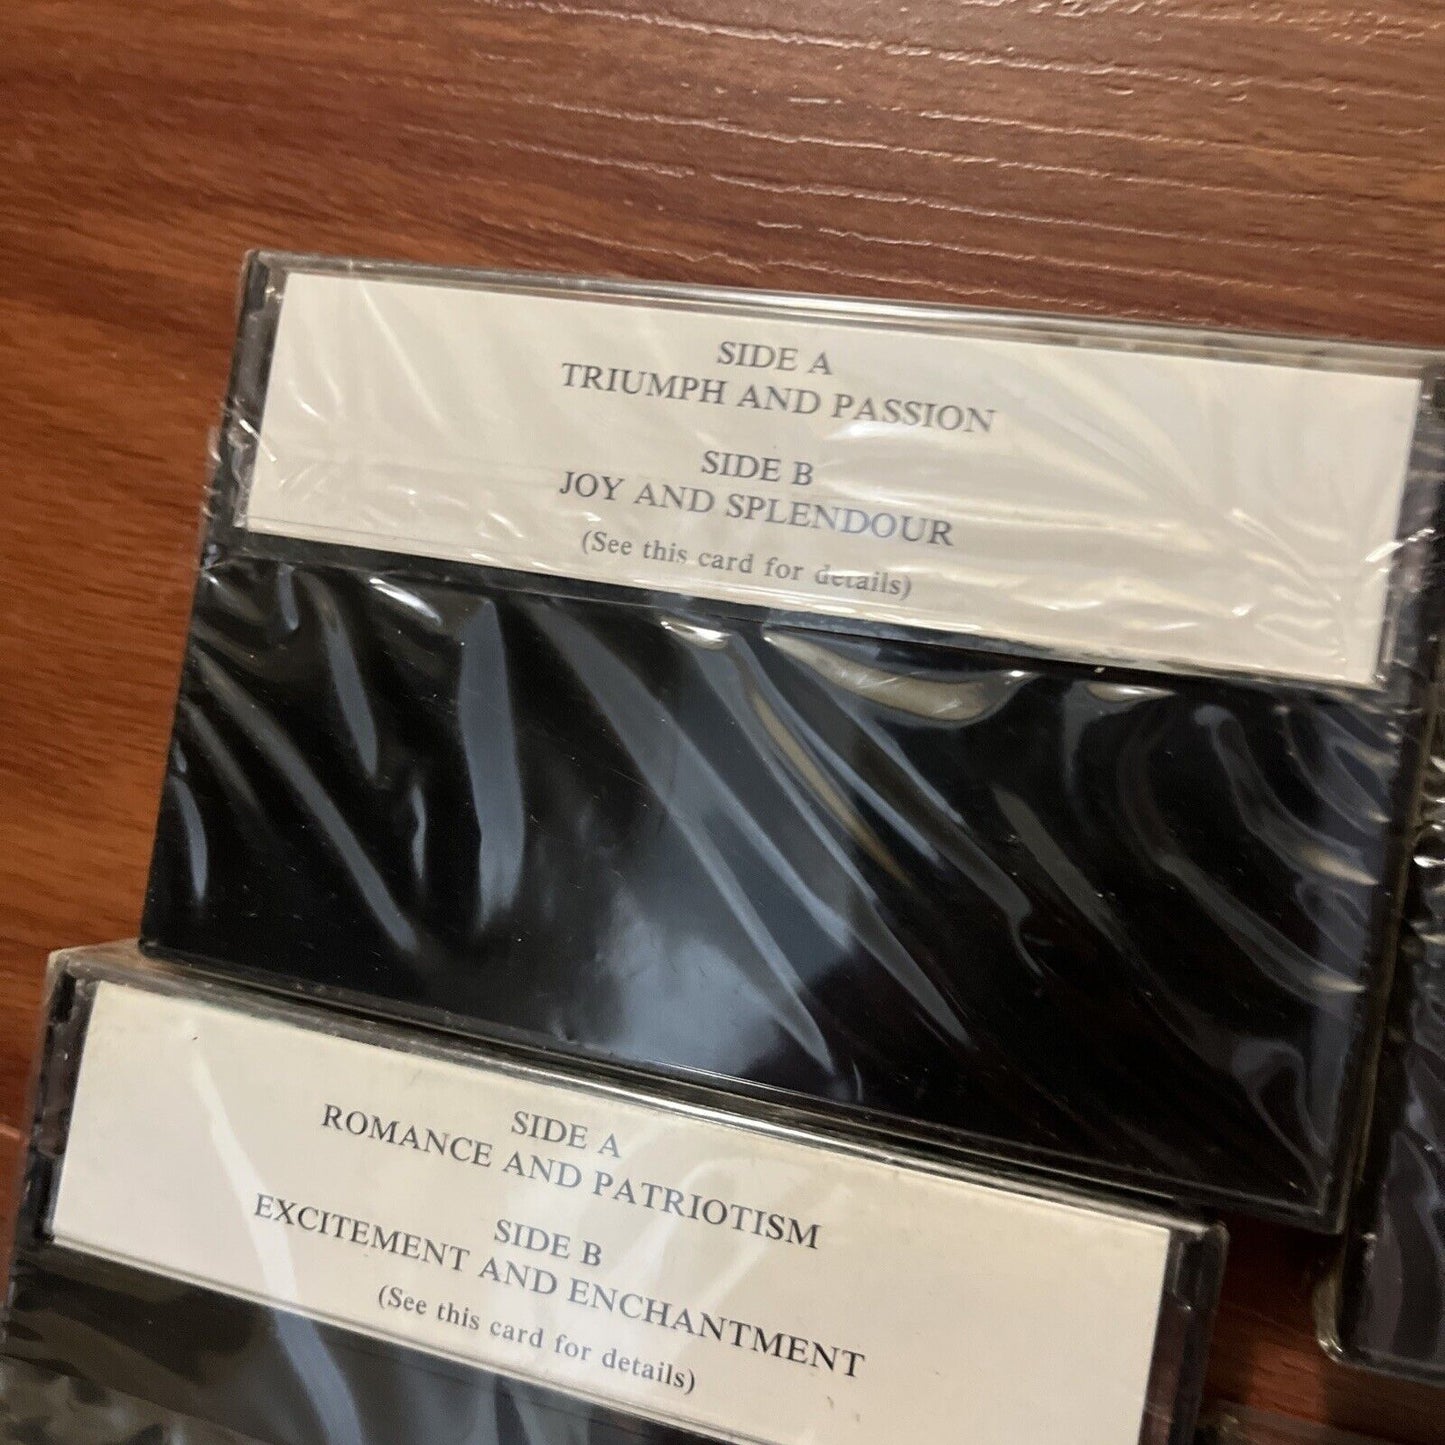 SIDE A
TRIUMPH AND PASSION
SIDE B
JOY AND SPLENDOUR
(See this card for details)
SIDE A
ROMANCE AND PATRIOTISM
SIDE B
EXCITEMENT AND ENCHANTMENT
(See this card for details)